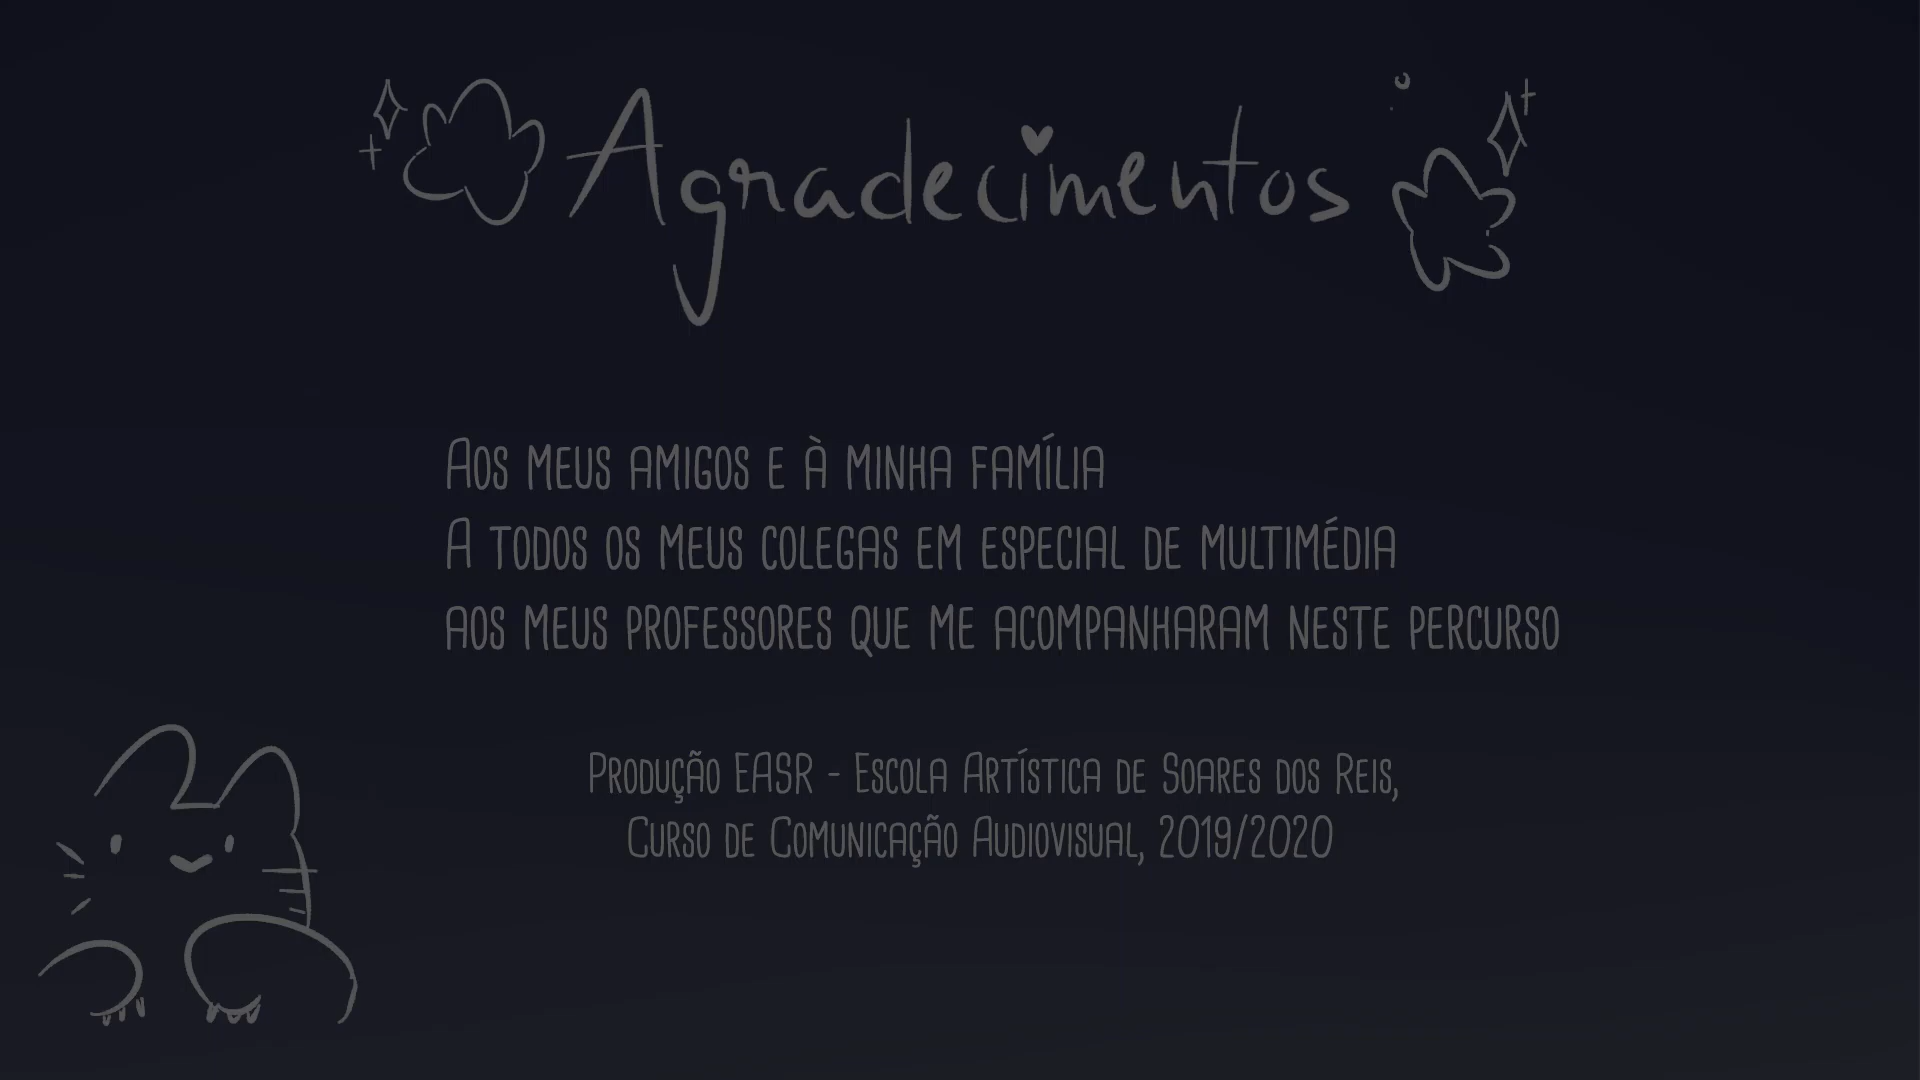 Agradecimentos
Aos meus amigos e à minha família
A todos os meus colegas em especial de multimédia
aos meus professores que me acompanharam neste percurso
Produção EASR - Escola Artística de Soares dos Reis,
Curso de Comunicação Audiovisual, 2019/2020